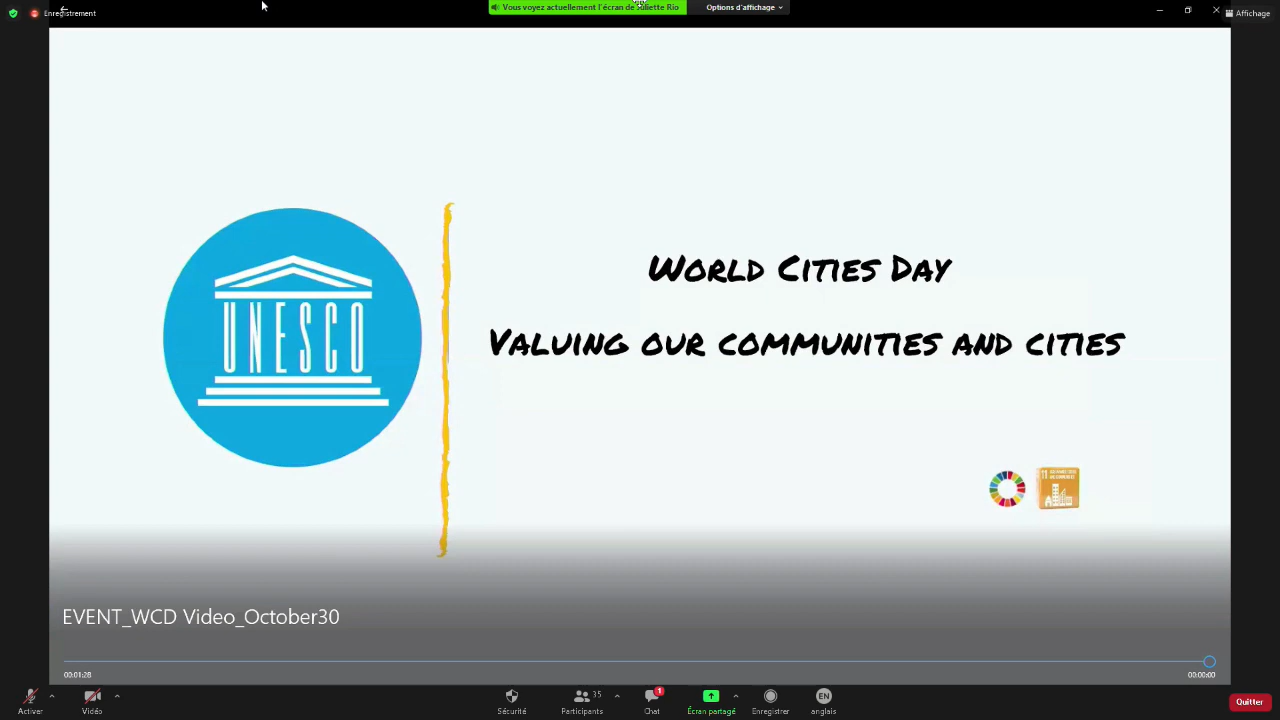 Enregistrement
Vous voyez actuellement l'écran de Juliette Rio
Options d'affichage
Affichage
UNESCO
WORLD CITIES DAY
VALUING OUR COMMUNITIES AND CITIES
11
EVENT_WCD Video_October30
00:01:28
00:00:00
Activer
Vidéo
Sécurité
35
Participants
1
Chat
Écran partagé
Enregistrer
EN
anglais
Quitter